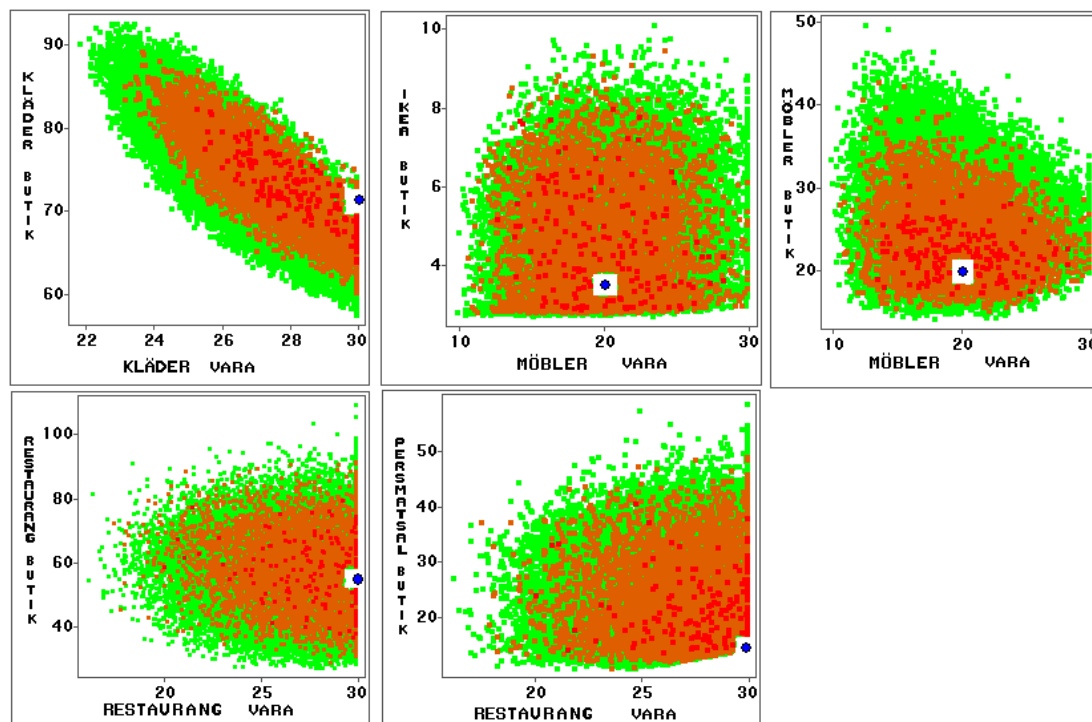 KLÄDER BUTIK
90
80
70
60
22 24 26 28 30
KLÄDER VARA
IKEA BUTIK
10
8
6
4
10 20 30
MÖBLER VARA
MÖBLER BUTIK
50
40
30
20
10 20 30
MÖBLER VARA
RESTAURANG BUTIK
100
80
60
40
20 25 30
RESTAURANG VARA
PERSMATSAL BUTIK
50
40
30
20
20 25 30
RESTAURANG VARA